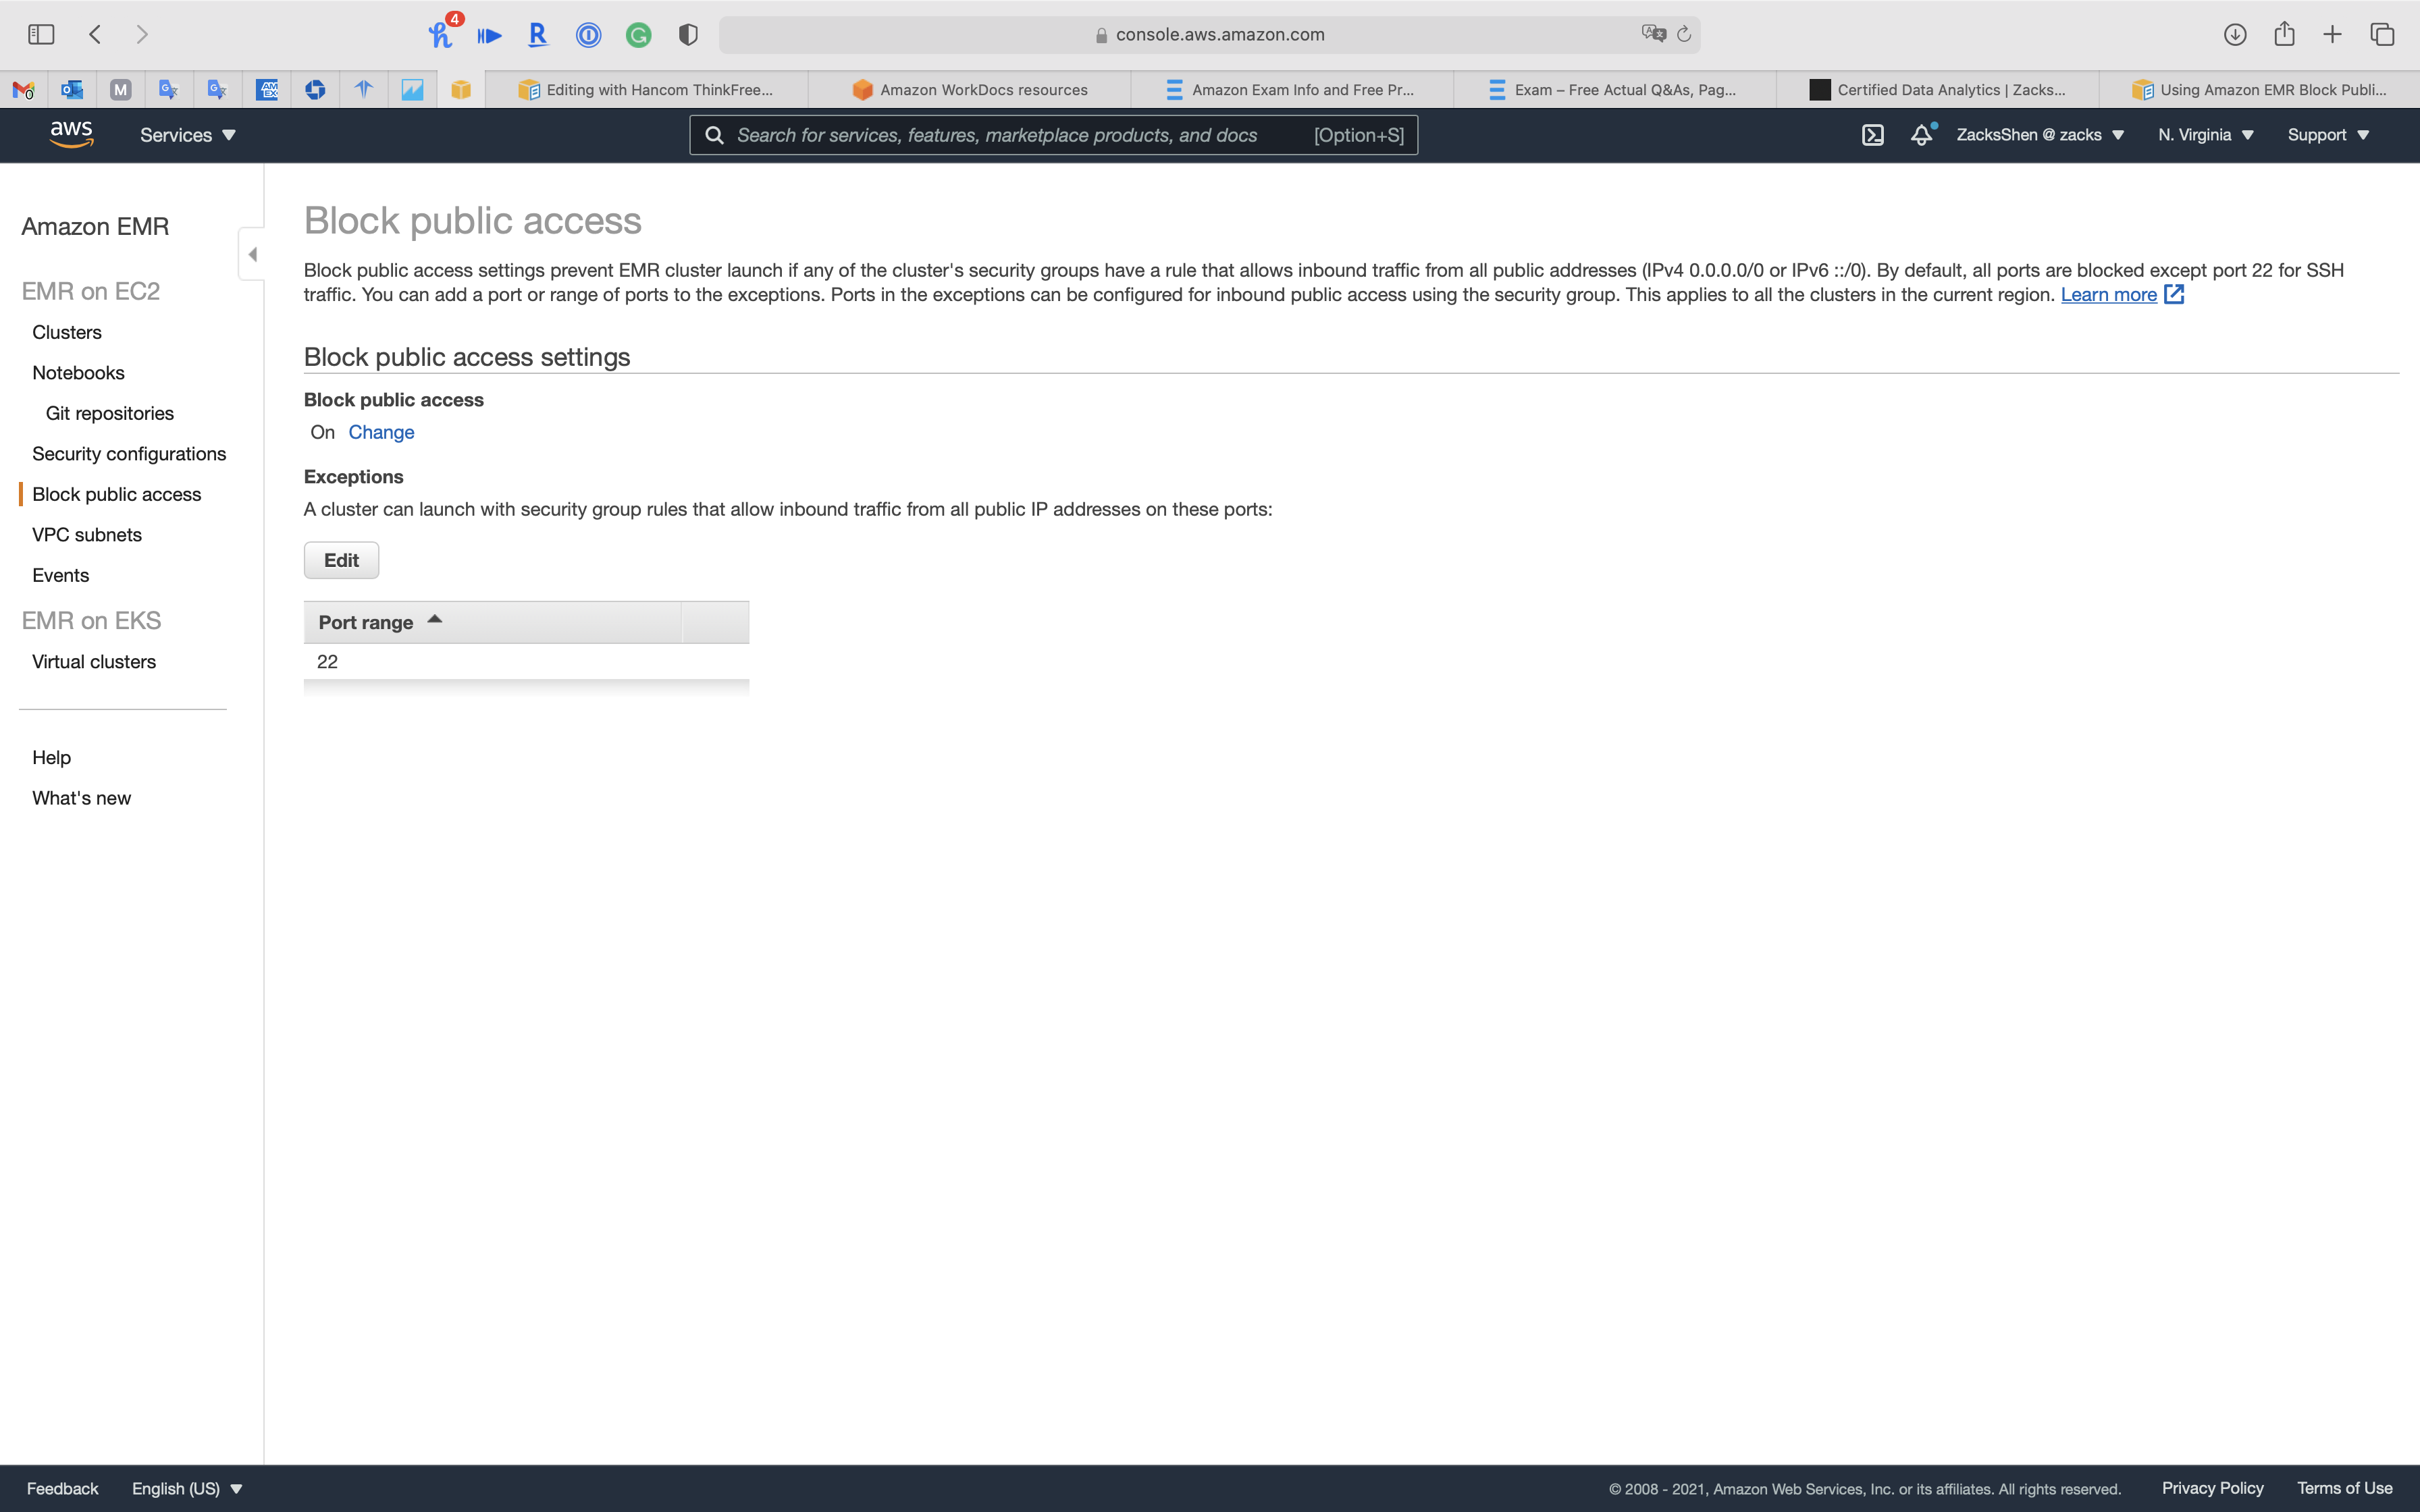 4
console.aws.amazon.com
Editing with Hancom ThinkFree...
Amazon WorkDocs resources
Amazon Exam Info and Free Pr...
Exam – Free Actual Q&As, Pag...
Certified Data Analytics | Zacks...
Using Amazon EMR Block Publi...
aws
Services
Search for services, features, marketplace products, and docs [Option+S]
ZacksShen @ zacks
N. Virginia
Support
Amazon EMR
EMR on EC2
Clusters
Notebooks
Git repositories
Security configurations
Block public access
VPC subnets
Events
EMR on EKS
Virtual clusters
Help
What's new
Block public access
Block public access settings prevent EMR cluster launch if any of the cluster's security groups have a rule that allows inbound traffic from all public addresses (IPv4 0.0.0.0/0 or IPv6 ::/0). By default, all ports are blocked except port 22 for SSH
traffic. You can add a port or range of ports to the exceptions. Ports in the exceptions can be configured for inbound public access using the security group. This applies to all the clusters in the current region. Learn more
Block public access settings
Block public access
On Change
Exceptions
A cluster can launch with security group rules that allow inbound traffic from all public IP addresses on these ports:
Edit
Port range
22
Feedback
English (US)
© 2008 - 2021, Amazon Web Services, Inc. or its affiliates. All rights reserved.
Privacy Policy
Terms of Use